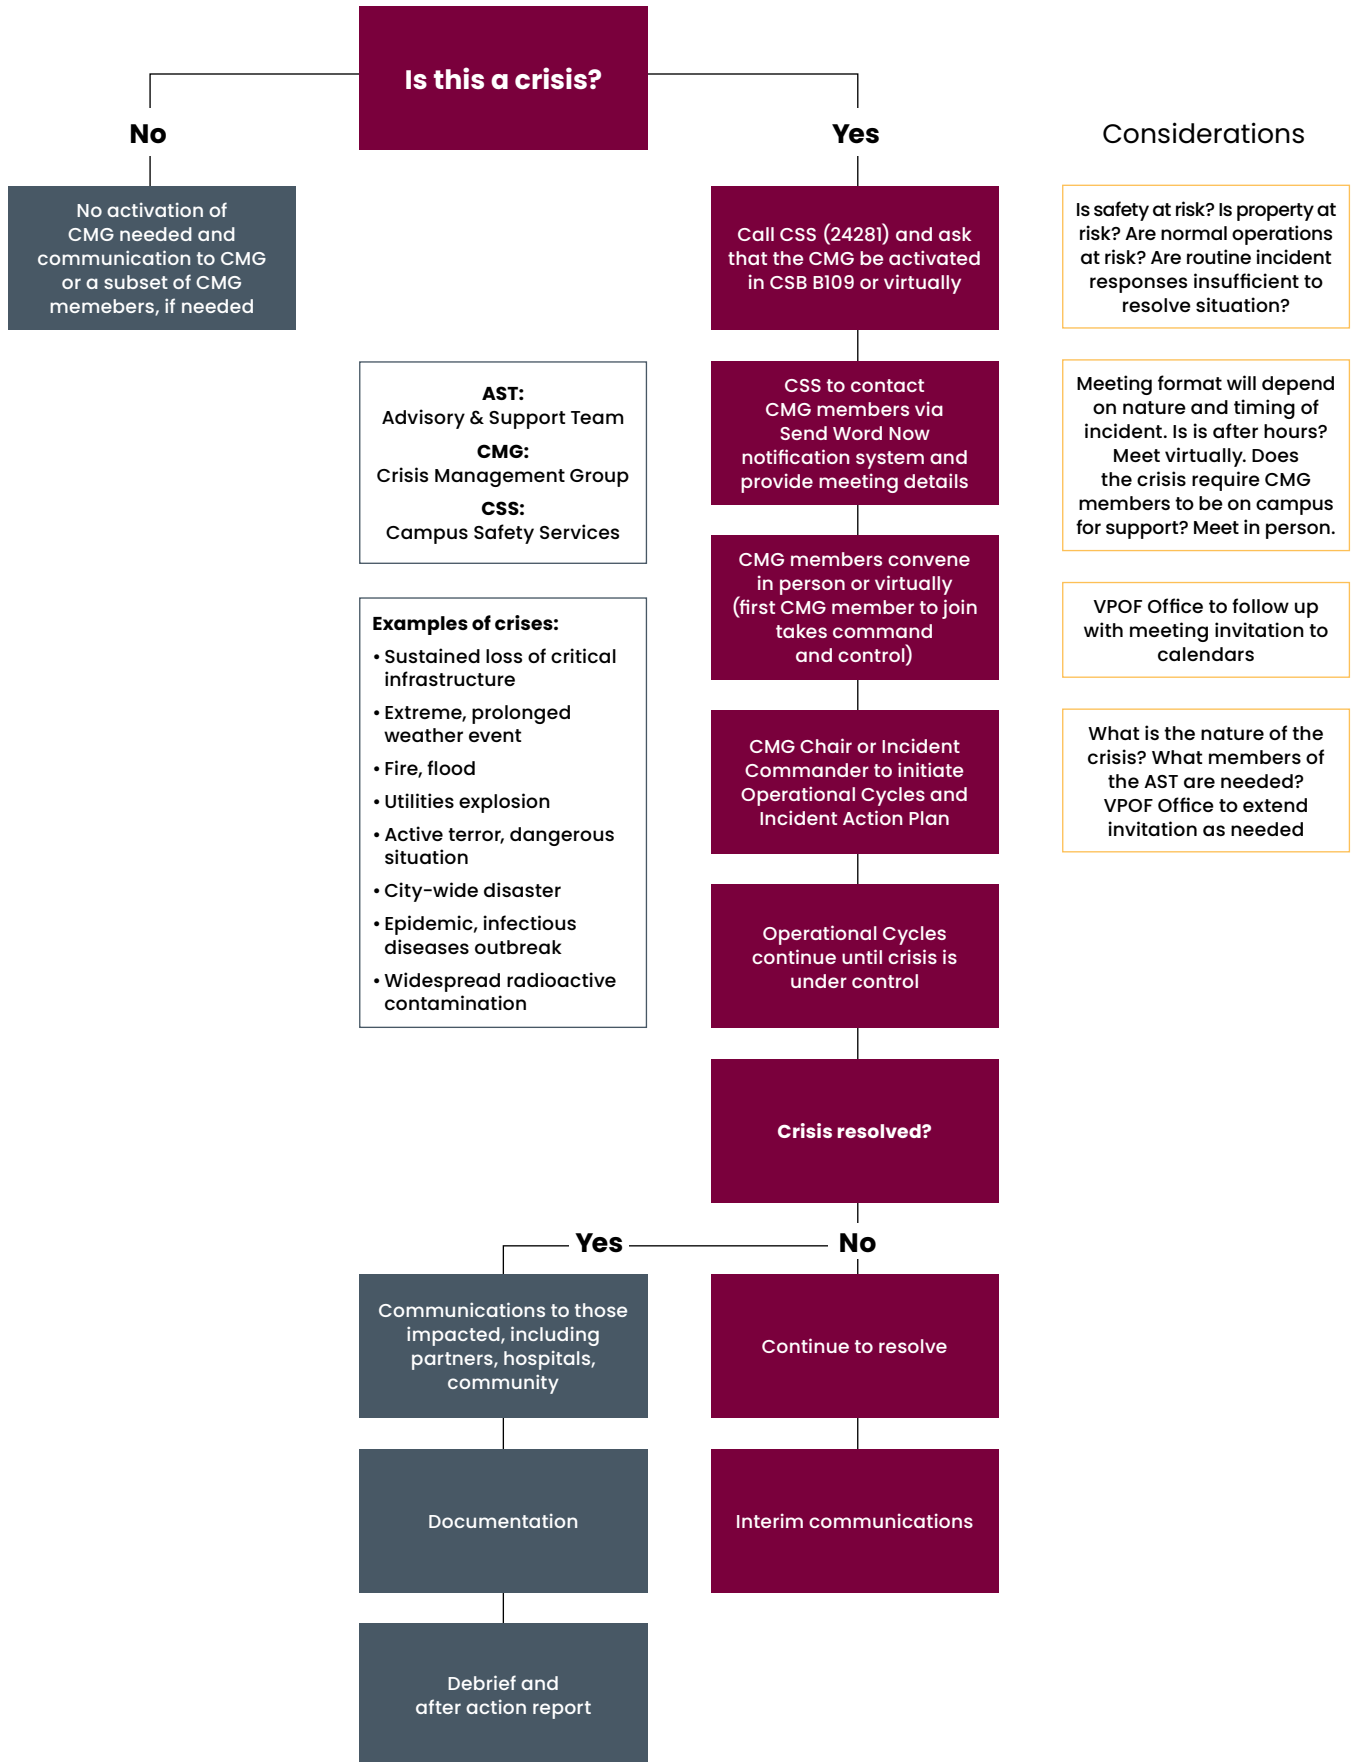 Is this a crisis?
No
Yes
Considerations
No activation of
CMG needed and
communication to CMG
or a subset of CMG
memebers, if needed
Call CSS (24281) and ask
that the CMG be activated
in CSB B109 or virtually
Is safety at risk? Is property at
risk? Are normal operations
at risk? Are routine incident
responses insufficient to
resolve situation?
AST:
Advisory & Support Team
CMG:
Crisis Management Group
CSS:
Campus Safety Services
CSS to contact
CMG members via
Send Word Now
notification system and
provide meeting details
Meeting format will depend
on nature and timing of
incident. Is is after hours?
Meet virtually. Does
the crisis require CMG
members to be on campus
for support? Meet in person.
CMG members convene
in person or virtually
(first CMG member to join
takes command
and control)
VPOF Office to follow up
with meeting invitation to
calendars
Examples of crises:
• Sustained loss of critical
infrastructure
• Extreme, prolonged
weather event
• Fire, flood
• Utilities explosion
• Active terror, dangerous
situation
• City-wide disaster
• Epidemic, infectious
diseases outbreak
• Widespread radioactive
contamination
CMG Chair or Incident
Commander to initiate
Operational Cycles and
Incident Action Plan
What is the nature of the
crisis? What members of
the AST are needed?
VPOF Office to extend
invitation as needed
Operational Cycles
continue until crisis is
under control
Crisis resolved?
Yes
No
Communications to those
impacted, including
partners, hospitals,
community
Continue to resolve
Documentation
Interim communications
Debrief and
after action report